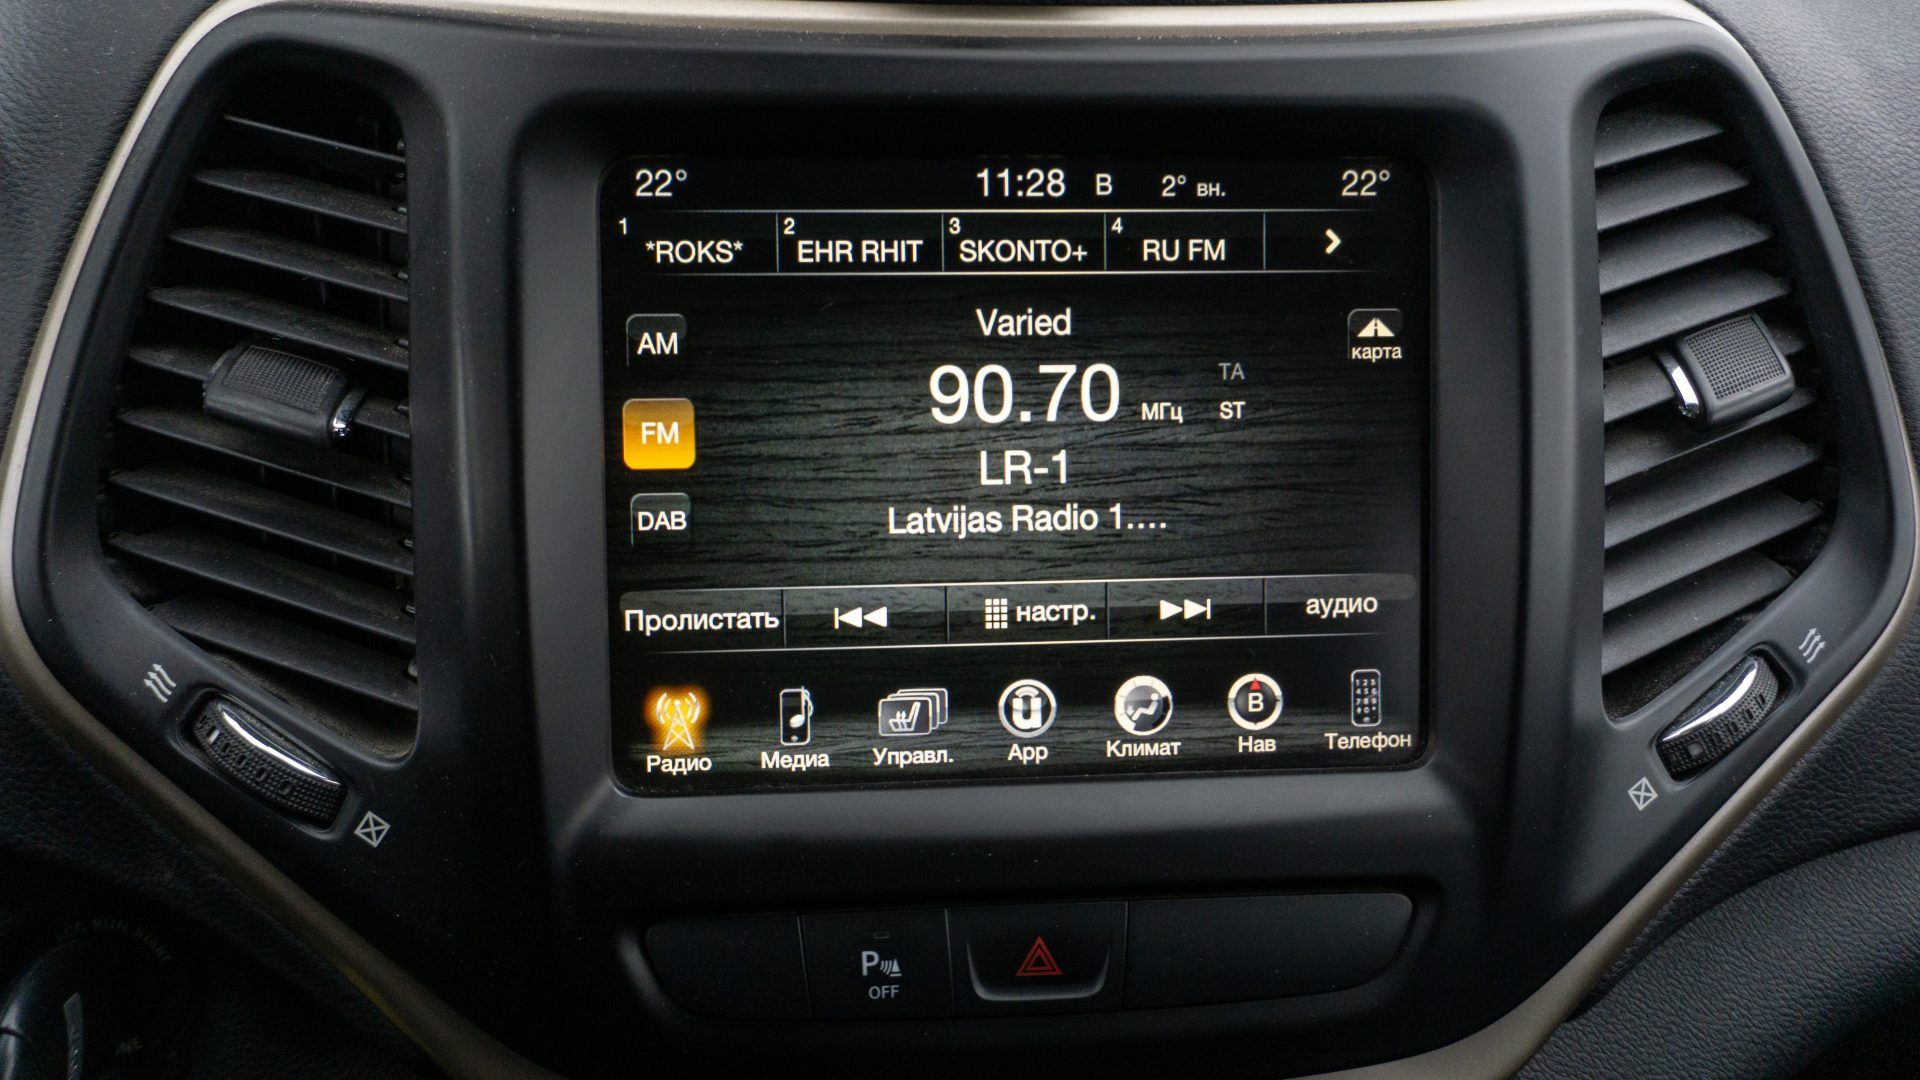 22° 11:28 В 2° вн. 22°
1 *ROKS* 2 EHR RHIT 3 SKONTO+ 4 RU FM
Varied
AM
карта
90.70 МГц TA ST
FM
LR-1
DAB
Latvijas Radio 1....
Пролистать настр. аудио
Радио Медиа Управл. App Климат Нав Телефон
B
P
OFF
RUN START